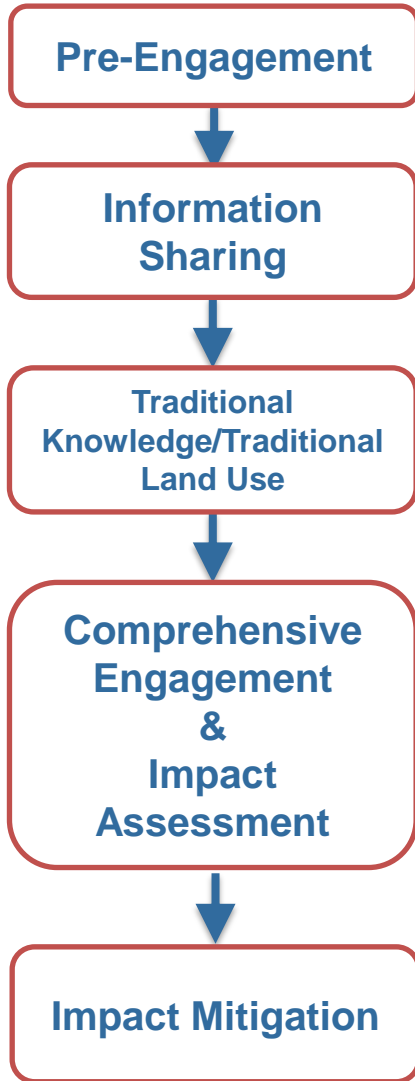 Pre-Engagement
Information
Sharing
Traditional
Knowledge/Traditional
Land Use
Comprehensive
Engagement
&
Impact
Assessment
Impact Mitigation